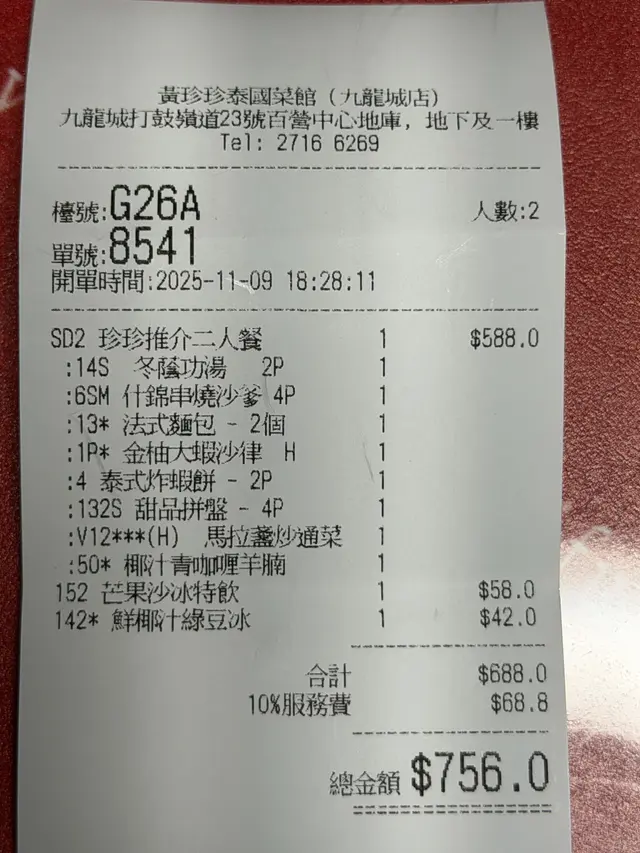 黃珍珍泰國菜館 (九龍城店)
九龍城打鼓嶺道23號百營中心地庫, 地下及一樓
Tel: 2716 6269
檯號:G26A 人數:2
單號:8541
開單時間:2025-11-09 18:28:11
SD2 珍珍推介二人餐 1 $588.0
:14S 冬蔭功湯 2P 1
:6SM 什錦串燒沙爹 4P 1
:13* 法式麵包 - 2個 1
:1P* 金柚大蝦沙律 H 1
:4 泰式炸蝦餅 - 2P 1
:132S 甜品拼盤 - 4P 1
:V12***(H) 馬拉盞炒通菜 1
:50* 椰汁青咖喱羊腩 1
152 芒果沙冰特飲 1 $58.0
142* 鮮椰汁綠豆冰 1 $42.0
合計 $688.0
10%服務費 $68.8
總金額 $756.0